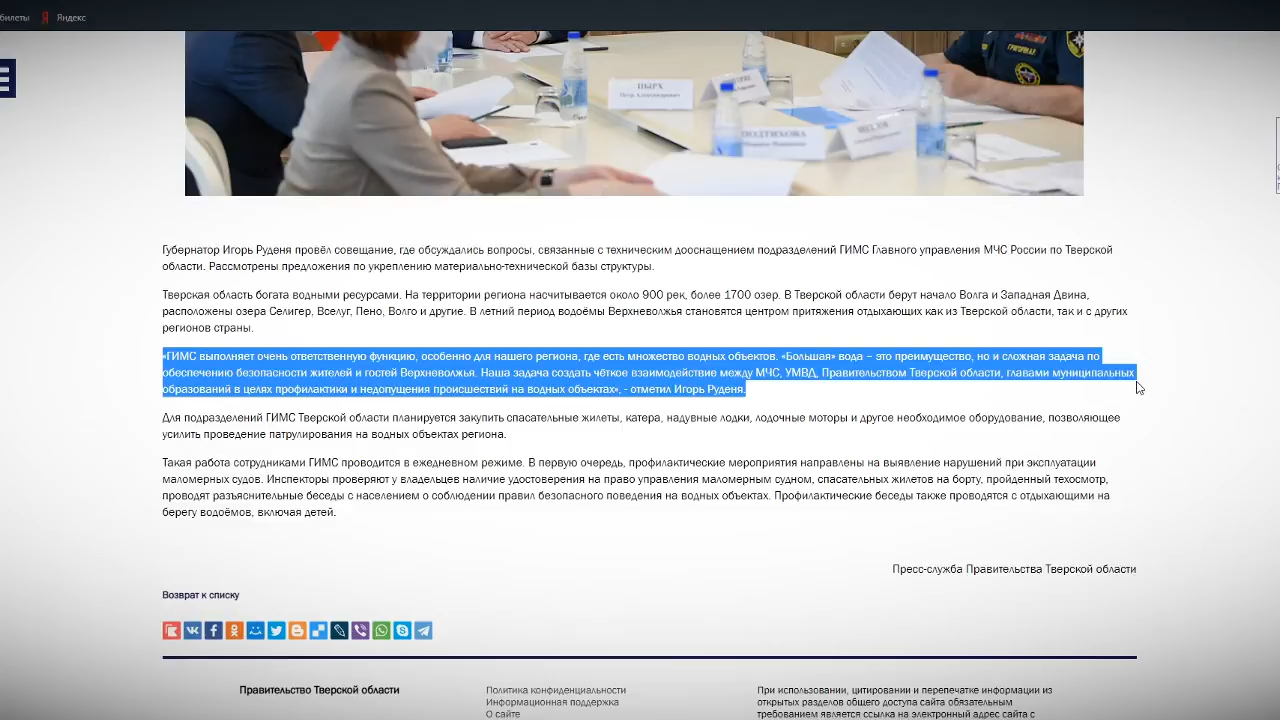 билеты Яндекс
ПЫРХ
Петр Александрович
ПОДТИХОВА
Губернатор Игорь Руденя провёл совещание, где обсуждались вопросы, связанные с техническим дооснащением подразделений ГИМС Главного управления МЧС России по Тверской
области. Рассмотрены предложения по укреплению материально-технической базы структуры.
Тверская область богата водными ресурсами. На территории региона насчитывается около 900 рек, более 1700 озер. В Тверской области берут начало Волга и Западная Двина,
расположены озера Селигер, Вселуг, Пено, Волго и другие. В летний период водоёмы Верхневолжья становятся центром притяжения отдыхающих как из Тверской области, так и с других
регионов страны.
«ГИМС выполняет очень ответственную функцию, особенно для нашего региона, где есть множество водных объектов. «Большая» вода – это преимущество, но и сложная задача по
обеспечению безопасности жителей и гостей Верхневолжья. Наша задача создать чёткое взаимодействие между МЧС, УМВД, Правительством Тверской области, главами муниципальных
образований в целях профилактики и недопущения происшествий на водных объектах», - отметил Игорь Руденя.
Для подразделений ГИМС Тверской области планируется закупить спасательные жилеты, катера, надувные лодки, лодочные моторы и другое необходимое оборудование, позволяющее
усилить проведение патрулирования на водных объектах региона.
Такая работа сотрудниками ГИМС проводится в ежедневном режиме. В первую очередь, профилактические мероприятия направлены на выявление нарушений при эксплуатации
маломерных судов. Инспекторы проверяют у владельцев наличие удостоверения на право управления маломерным судном, спасательных жилетов на борту, пройденный техосмотр,
проводят разъяснительные беседы с населением о соблюдении правил безопасного поведения на водных объектах. Профилактические беседы также проводятся с отдыхающими на
берегу водоёмов, включая детей.
Пресс-служба Правительства Тверской области
Возврат к списку
Правительство Тверской области
Политика конфиденциальности
Информационная поддержка
О сайте
При использовании, цитировании и перепечатке информации из
открытых разделов общего доступа сайта обязательным
требованием является ссылка на электронный адрес сайта с